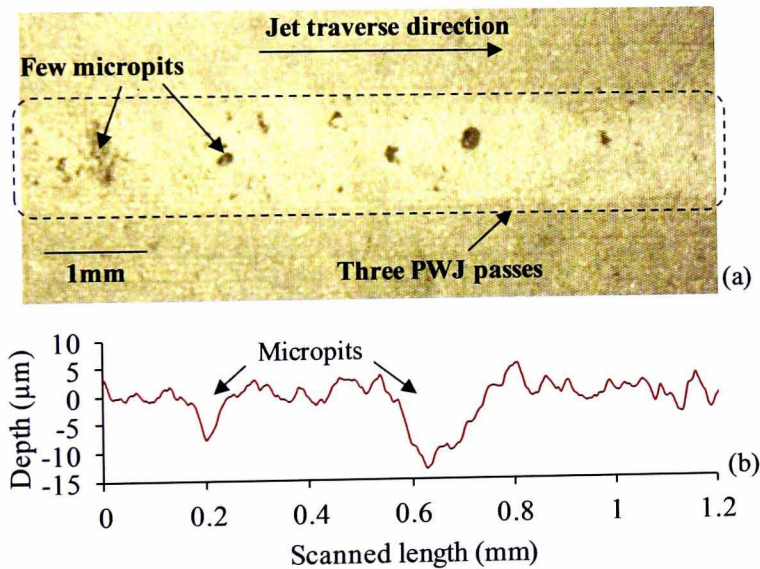 Jet traverse direction
Few micropits
1mm
Three PWJ passes
(a)
10
5
0
-5
-10
-15
Depth (µm)
Micropits
(b)
0 0.2 0.4 0.6 0.8 1 1.2
Scanned length (mm)